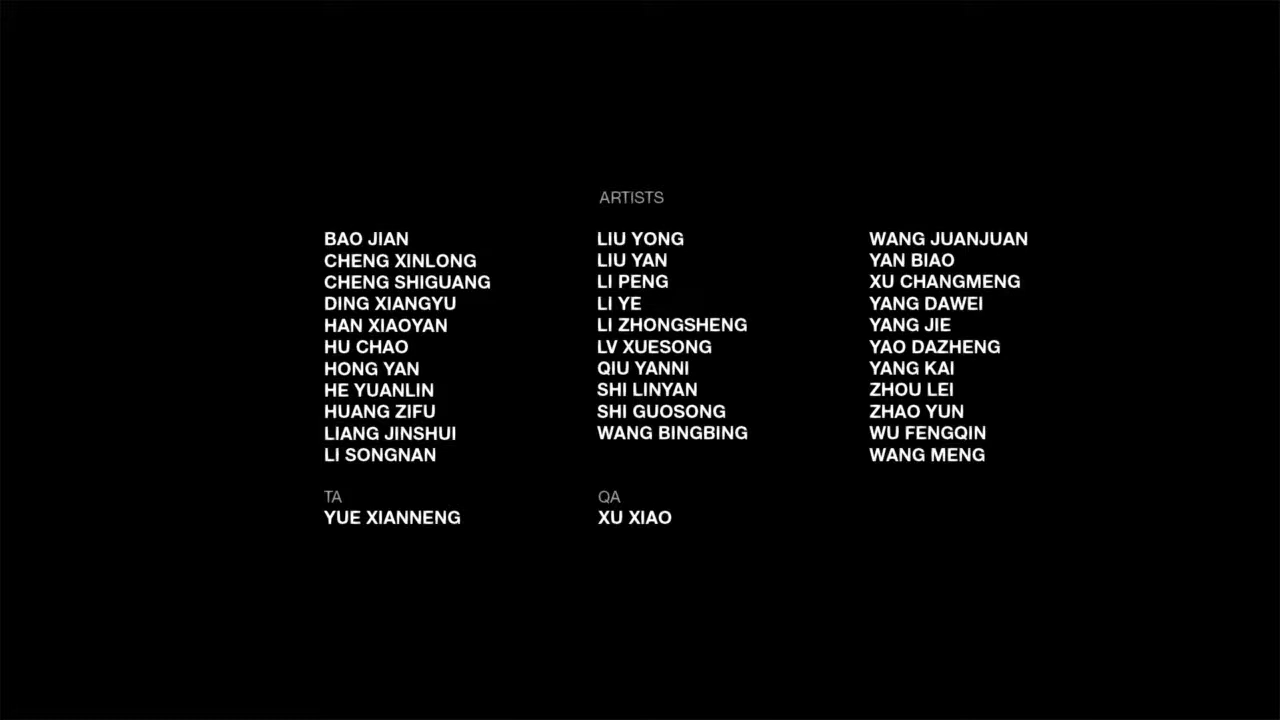 ARTISTS
BAO JIAN
CHENG XINLONG
CHENG SHIGUANG
DING XIANGYU
HAN XIAOYAN
HU CHAO
HONG YAN
HE YUANLIN
HUANG ZIFU
LIANG JINSHUI
LI SONGNAN
LIU YONG
LIU YAN
LI PENG
LI YE
LI ZHONGSHENG
LV XUESONG
QIU YANNI
SHI LINYAN
SHI GUOSONG
WANG BINGBING
WANG JUANJUAN
YAN BIAO
XU CHANGMENG
YANG DAWEI
YANG JIE
YAO DAZHENG
YANG KAI
ZHOU LEI
ZHAO YUN
WU FENGQIN
WANG MENG
TA
YUE XIANNENG
QA
XU XIAO